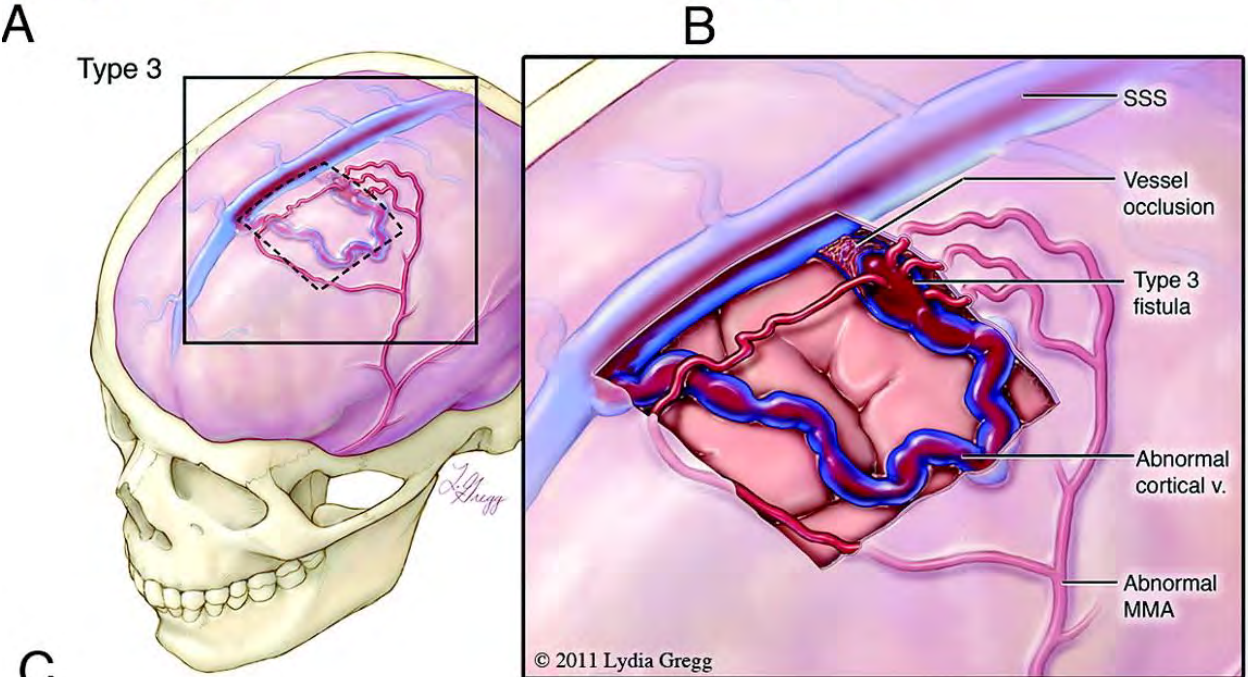 A
B
Type 3
SSS
Vessel
occlusion
Type 3
fistula
Abnormal
cortical v.
Abnormal
MMA
L. Gregg
© 2011 Lydia Gregg
C